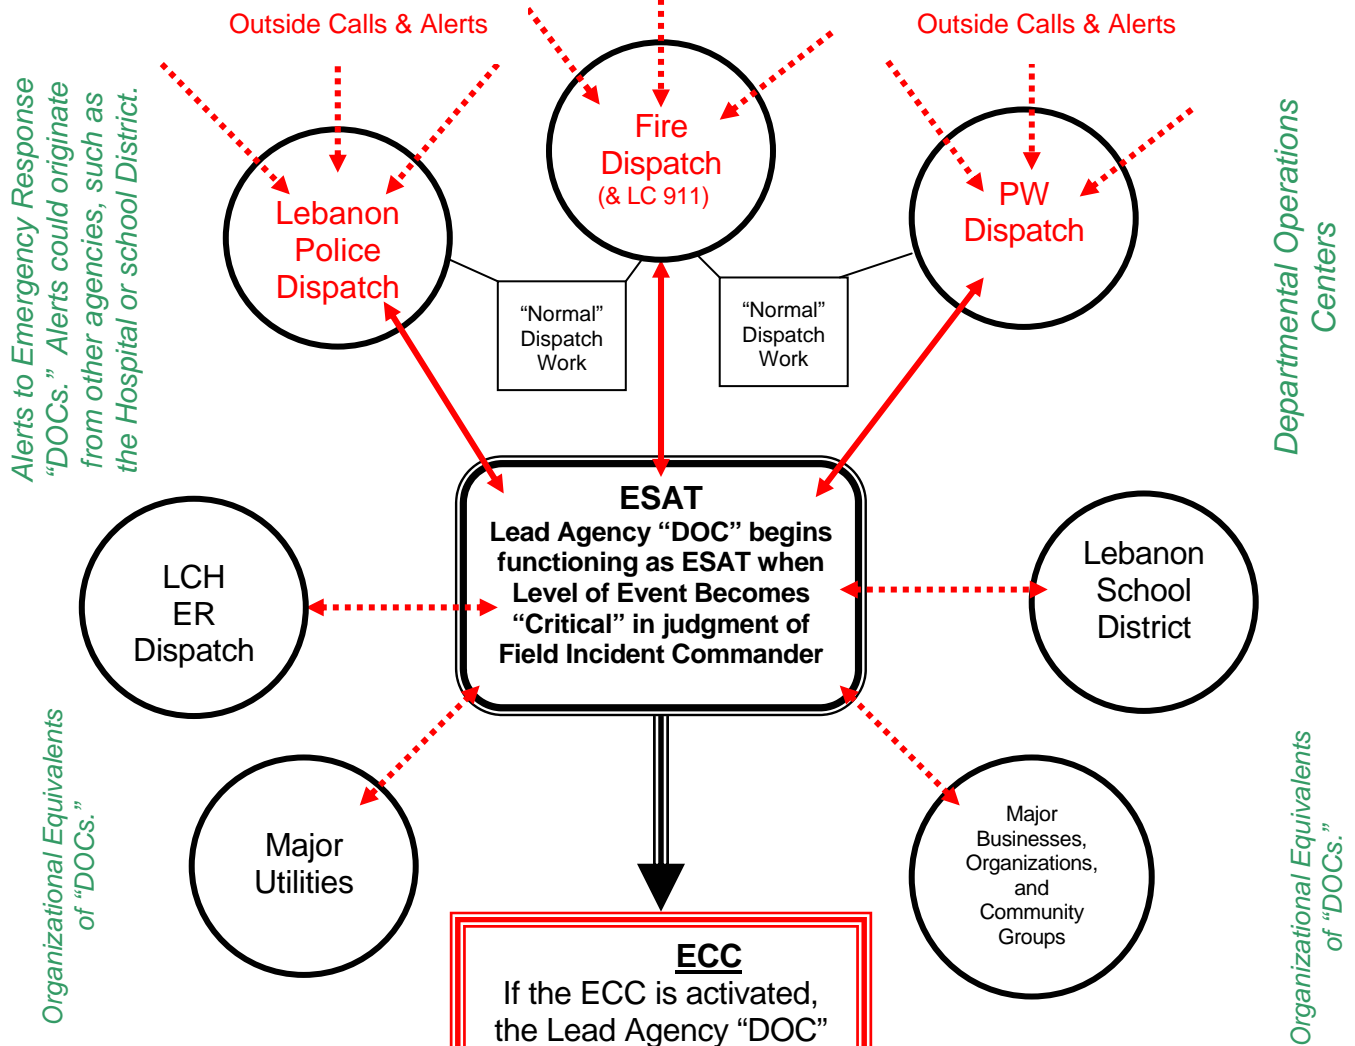 Outside Calls & Alerts
Outside Calls & Alerts
Alerts to Emergency Response
“DOCs.”  Alerts could originate
from other agencies, such as
the Hospital or school District.
Lebanon
Police
Dispatch
Fire
Dispatch
(& LC 911)
PW
Dispatch
Departmental Operations
Centers
“Normal”
Dispatch
Work
“Normal”
Dispatch
Work
ESAT
Lead Agency “DOC” begins
functioning as ESAT when
Level of Event Becomes
“Critical” in judgment of
Field Incident Commander
LCH
ER
Dispatch
Lebanon
School
District
Organizational Equivalents
of “DOCs.”
Major
Utilities
Major
Businesses,
Organizations,
and
Community
Groups
Organizational Equivalents
of “DOCs.”
ECC
If the ECC is activated,
the Lead Agency “DOC”